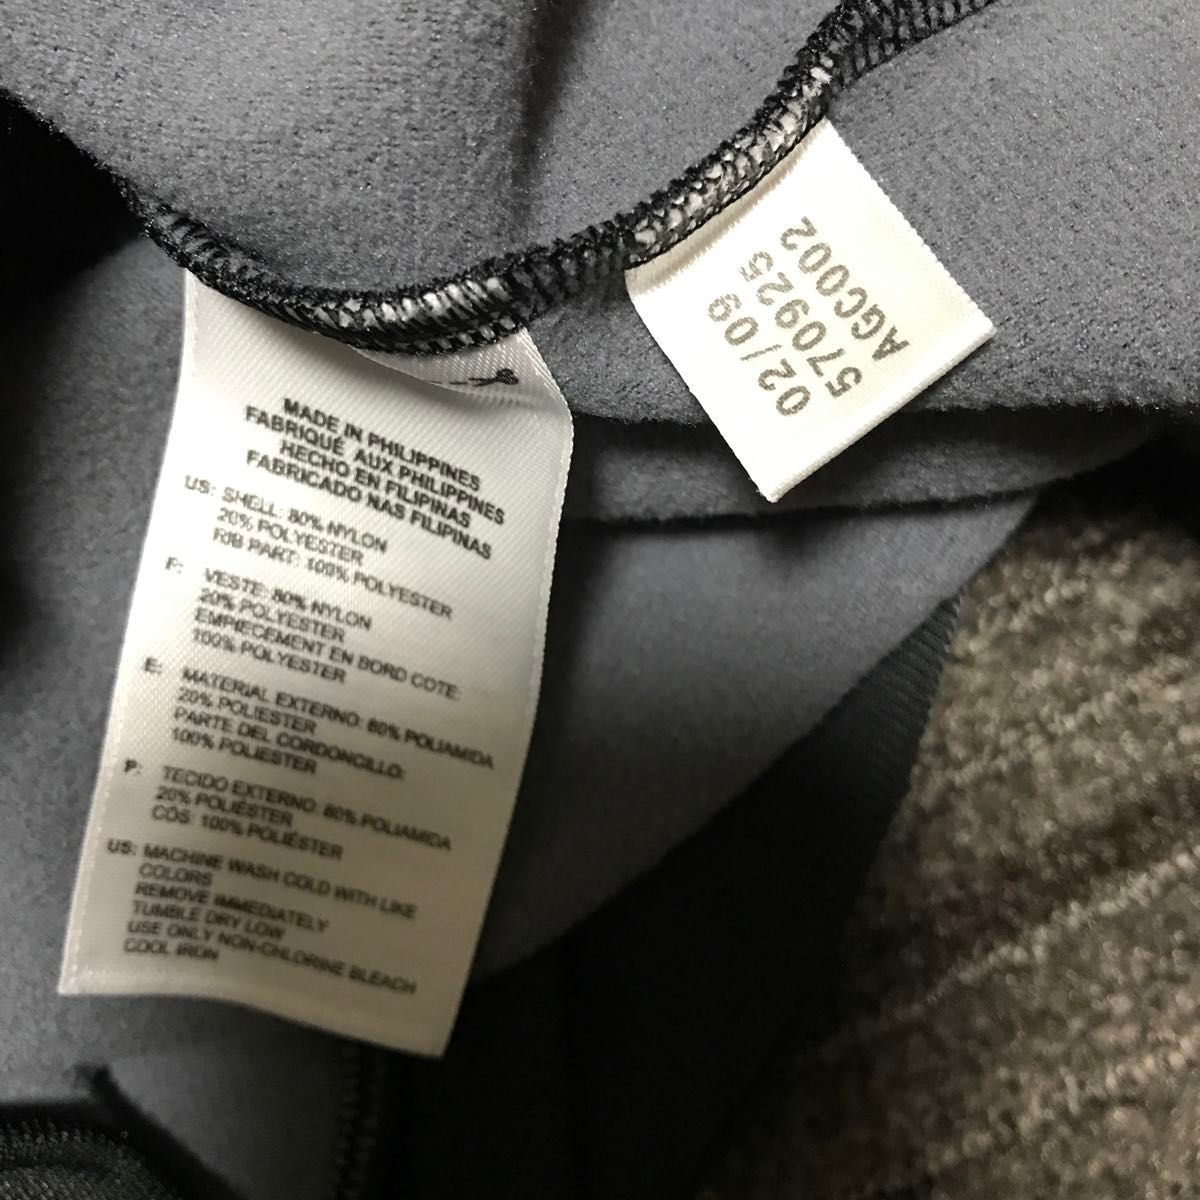 MADE IN PHILIPPINES
FABRIQUÉ AUX PHILIPPINES
HECHO EN FILIPINAS
FABRICADO NAS FILIPINAS
US: SHELL: 80% NYLON
20% POLYESTER
RIB PART: 100% POLYESTER
F: VESTE: 80% NYLON
20% POLYESTER
EMPIECEMENT EN BORD COTE:
100% POLYESTER
E: MATERIAL EXTERNO: 80% POLIAMIDA
20% POLIESTER
PARTE DEL CORDONCILLO:
100% POLIESTER
P: TECIDO EXTERNO: 80% POLIAMIDA
20% POLIÉSTER
COS: 100% POLIÉSTER
US: MACHINE WASH COLD WITH LIKE
COLORS
REMOVE IMMEDIATELY
TUMBLE DRY LOW
USE ONLY NON-CHLORINE BLEACH
COOL IRON
02/09
570925
AGC002